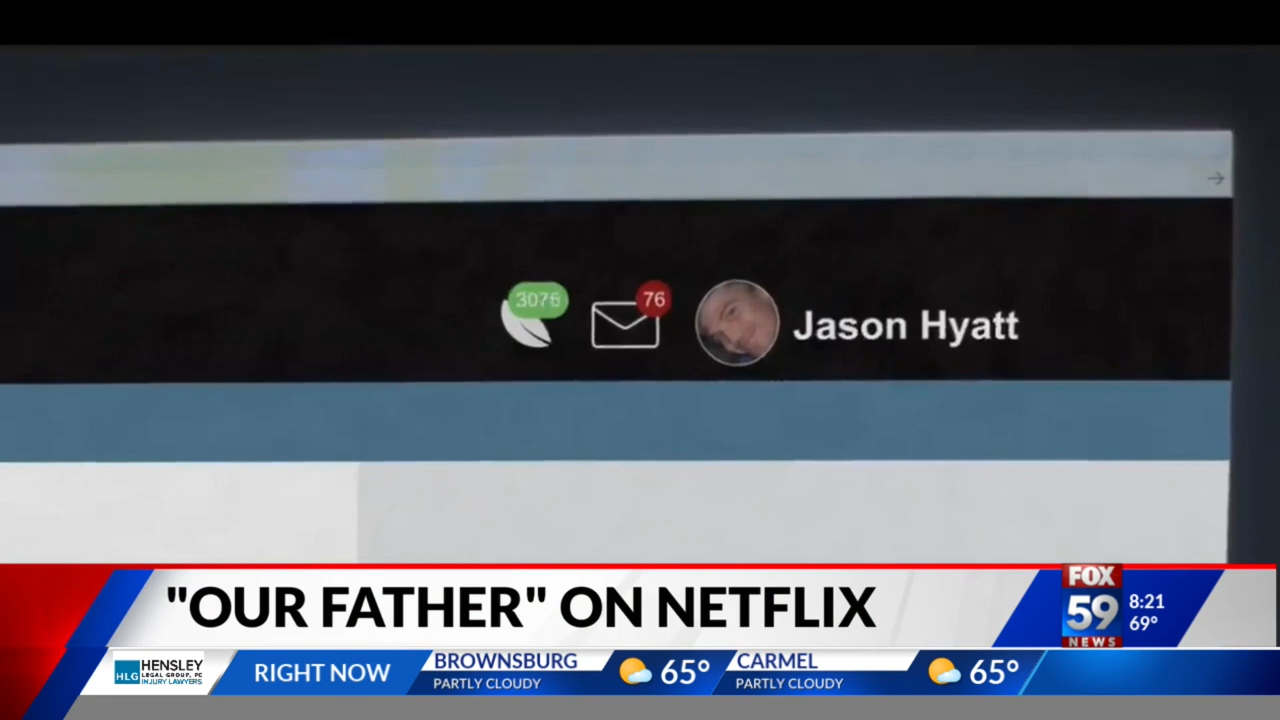 3076
76
Jason Hyatt
"OUR FATHER" ON NETFLIX
FOX
59
NEWS
8:21
69°
HLG
HENSLEY
LEGAL GROUP, PC
INJURY LAWYERS
RIGHT NOW
BROWNSBURG
PARTLY CLOUDY
65°
CARMEL
PARTLY CLOUDY
65°